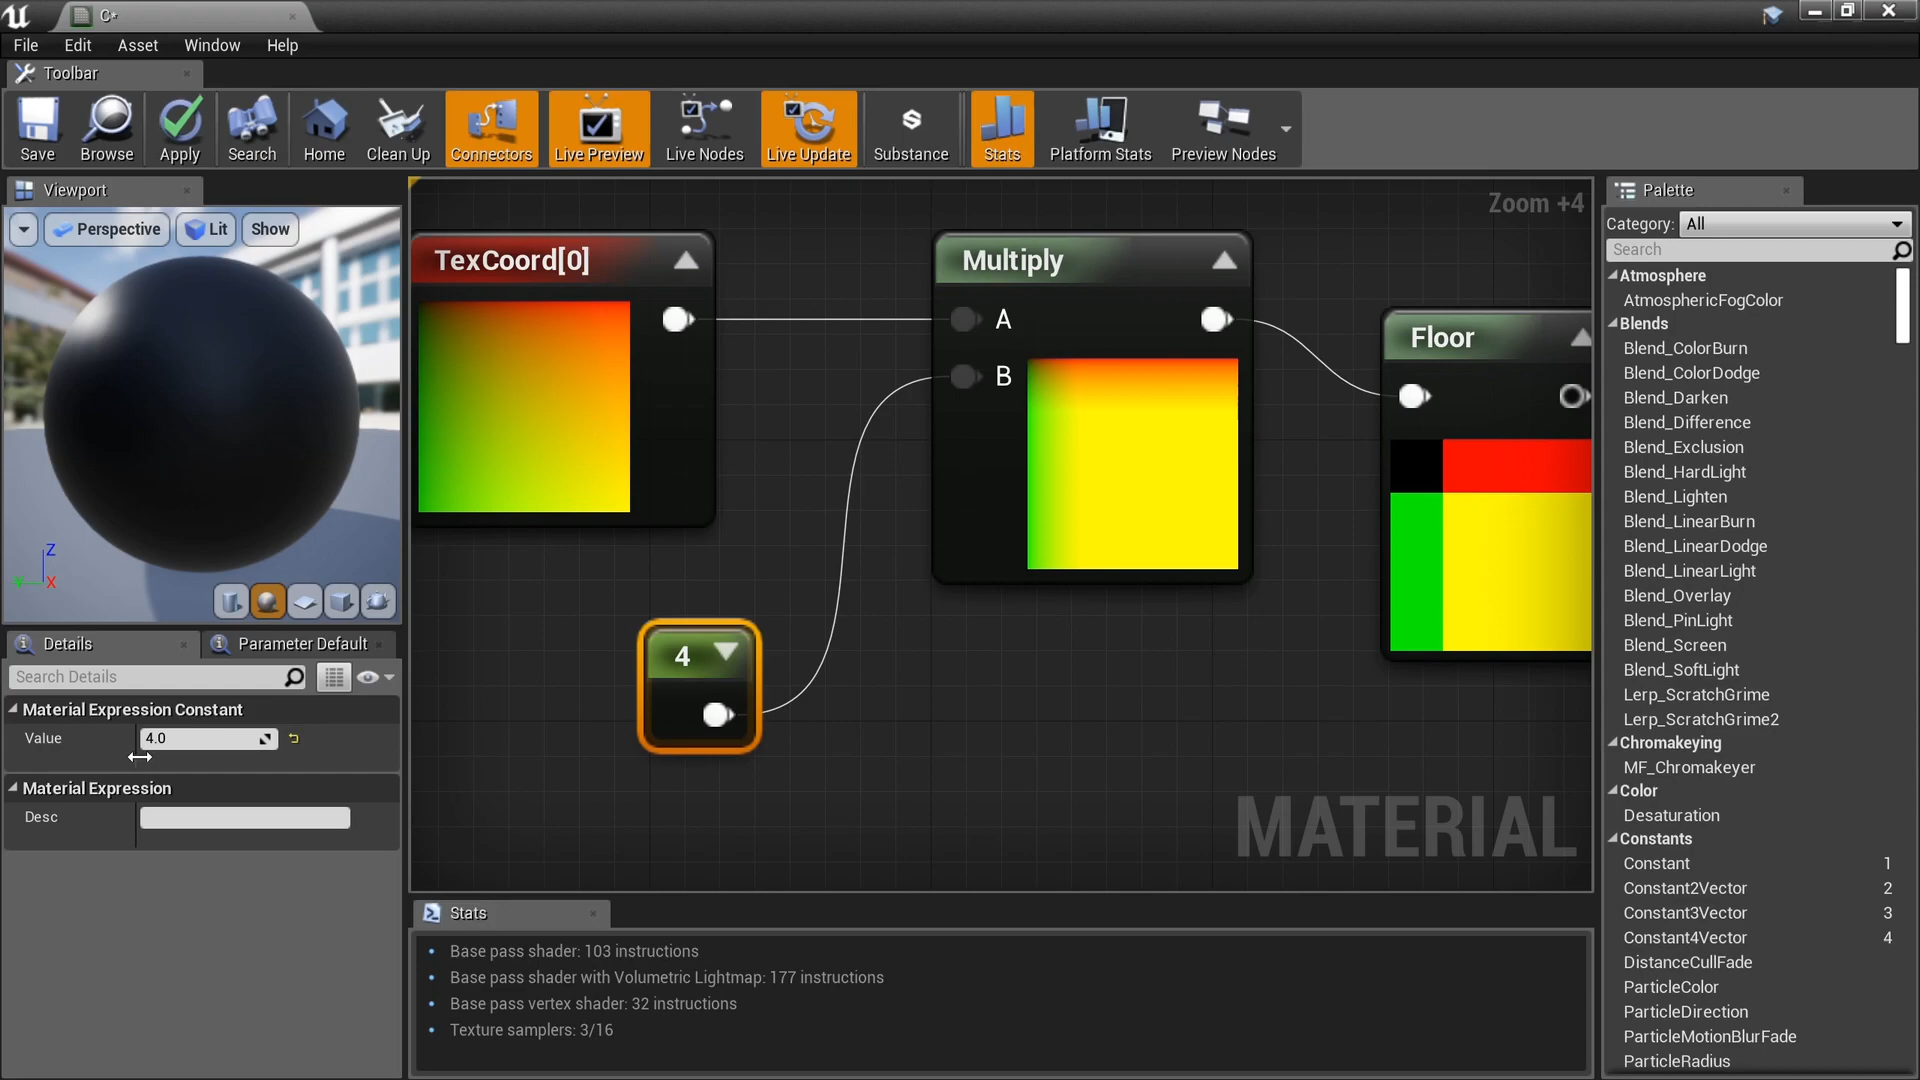 C*
File Edit Asset Window Help
Toolbar
Save Browse Apply Search Home Clean Up Connectors Live Preview Live Nodes Live Update Substance Stats Platform Stats Preview Nodes
Viewport
Perspective Lit Show
Z
Y X
Details Parameter Default
Search Details
Material Expression Constant
Value 4.0
Material Expression
Desc
Zoom +4
TexCoord[0]
Multiply
A
B
Floor
4
MATERIAL
Stats
• Base pass shader: 103 instructions
• Base pass shader with Volumetric Lightmap: 177 instructions
• Base pass vertex shader: 32 instructions
• Texture samplers: 3/16
Palette
Category: All
Search
Atmosphere
AtmosphericFogColor
Blends
Blend_ColorBurn
Blend_ColorDodge
Blend_Darken
Blend_Difference
Blend_Exclusion
Blend_HardLight
Blend_Lighten
Blend_LinearBurn
Blend_LinearDodge
Blend_LinearLight
Blend_Overlay
Blend_PinLight
Blend_Screen
Blend_SoftLight
Lerp_ScratchGrime
Lerp_ScratchGrime2
Chromakeying
MF_Chromakeyer
Color
Desaturation
Constants
Constant 1
Constant2Vector 2
Constant3Vector 3
Constant4Vector 4
DistanceCullFade
ParticleColor
ParticleDirection
ParticleMotionBlurFade
ParticleRadius